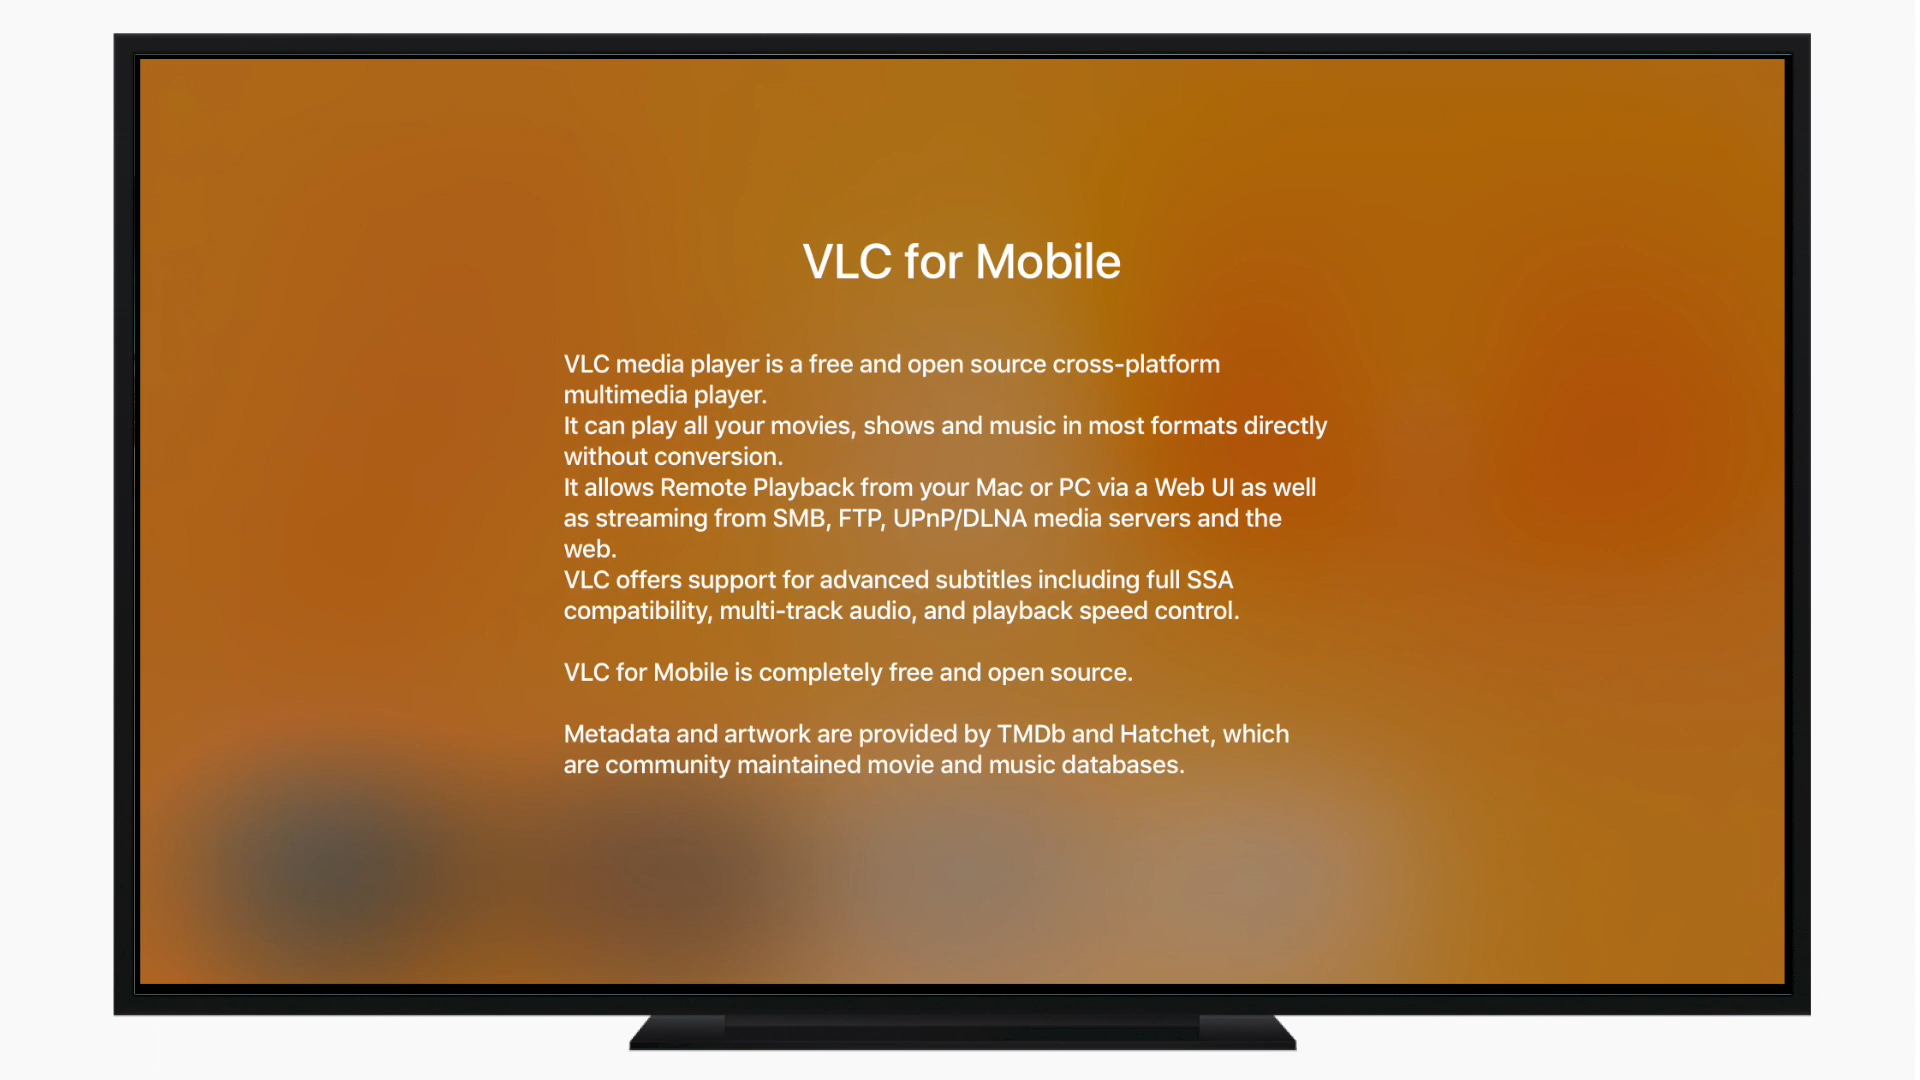 VLC for Mobile
VLC media player is a free and open source cross-platform
multimedia player.
It can play all your movies, shows and music in most formats directly
without conversion.
It allows Remote Playback from your Mac or PC via a Web UI as well
as streaming from SMB, FTP, UPnP/DLNA media servers and the
web.
VLC offers support for advanced subtitles including full SSA
compatibility, multi-track audio, and playback speed control.
VLC for Mobile is completely free and open source.
Metadata and artwork are provided by TMDb and Hatchet, which
are community maintained movie and music databases.